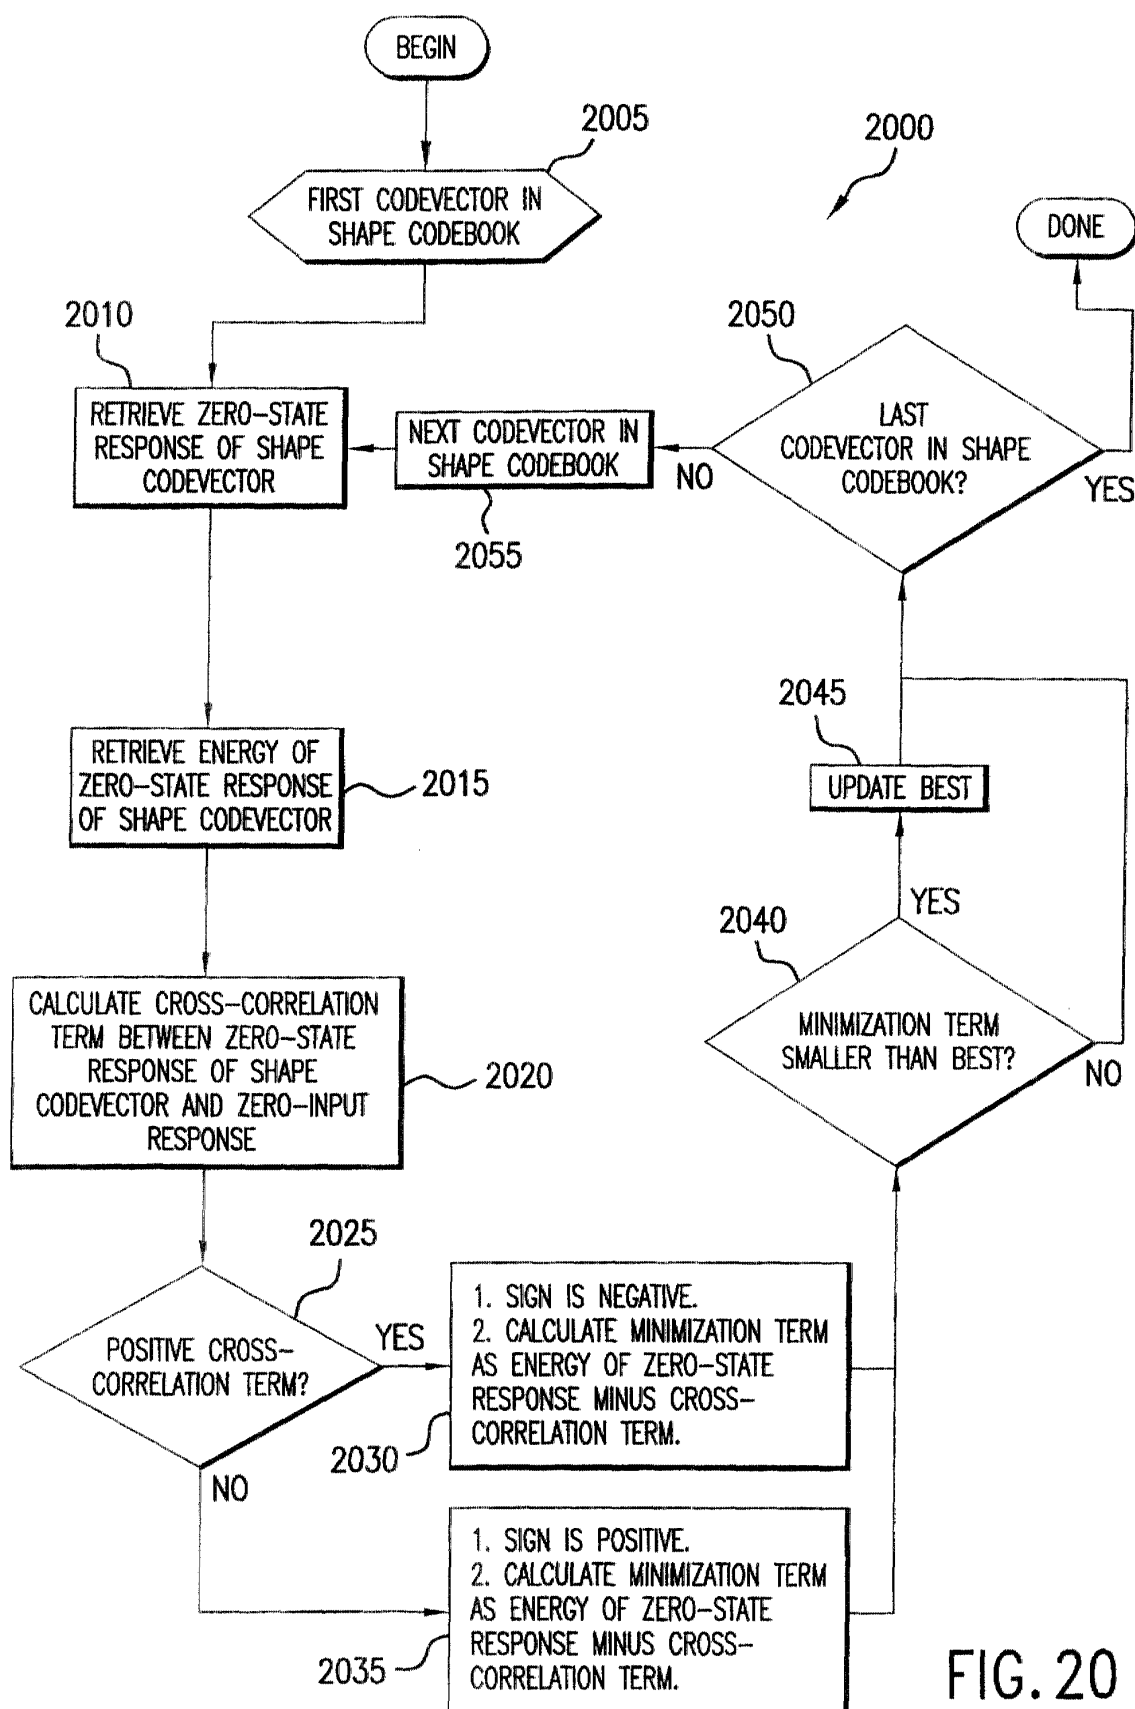 BEGIN
2005
FIRST CODEVECTOR IN
SHAPE CODEBOOK
2000
DONE
2010
RETRIEVE ZERO-STATE
RESPONSE OF SHAPE
CODEVECTOR
NEXT CODEVECTOR IN
SHAPE CODEBOOK
2055
NO
2050
LAST
CODEVECTOR IN SHAPE
CODEBOOK?
YES
RETRIEVE ENERGY OF
ZERO-STATE RESPONSE
OF SHAPE CODEVECTOR
2015
2045
UPDATE BEST
YES
2040
MINIMIZATION TERM
SMALLER THAN BEST?
NO
CALCULATE CROSS-CORRELATION
TERM BETWEEN ZERO-STATE
RESPONSE OF SHAPE
CODEVECTOR AND ZERO-INPUT
RESPONSE
2020
2025
POSITIVE CROSS-
CORRELATION TERM?
YES
NO
1. SIGN IS NEGATIVE.
2. CALCULATE MINIMIZATION TERM
AS ENERGY OF ZERO-STATE
RESPONSE MINUS CROSS-
CORRELATION TERM.
2030
1. SIGN IS POSITIVE.
2. CALCULATE MINIMIZATION TERM
AS ENERGY OF ZERO-STATE
RESPONSE MINUS CROSS-
CORRELATION TERM.
2035
FIG. 20